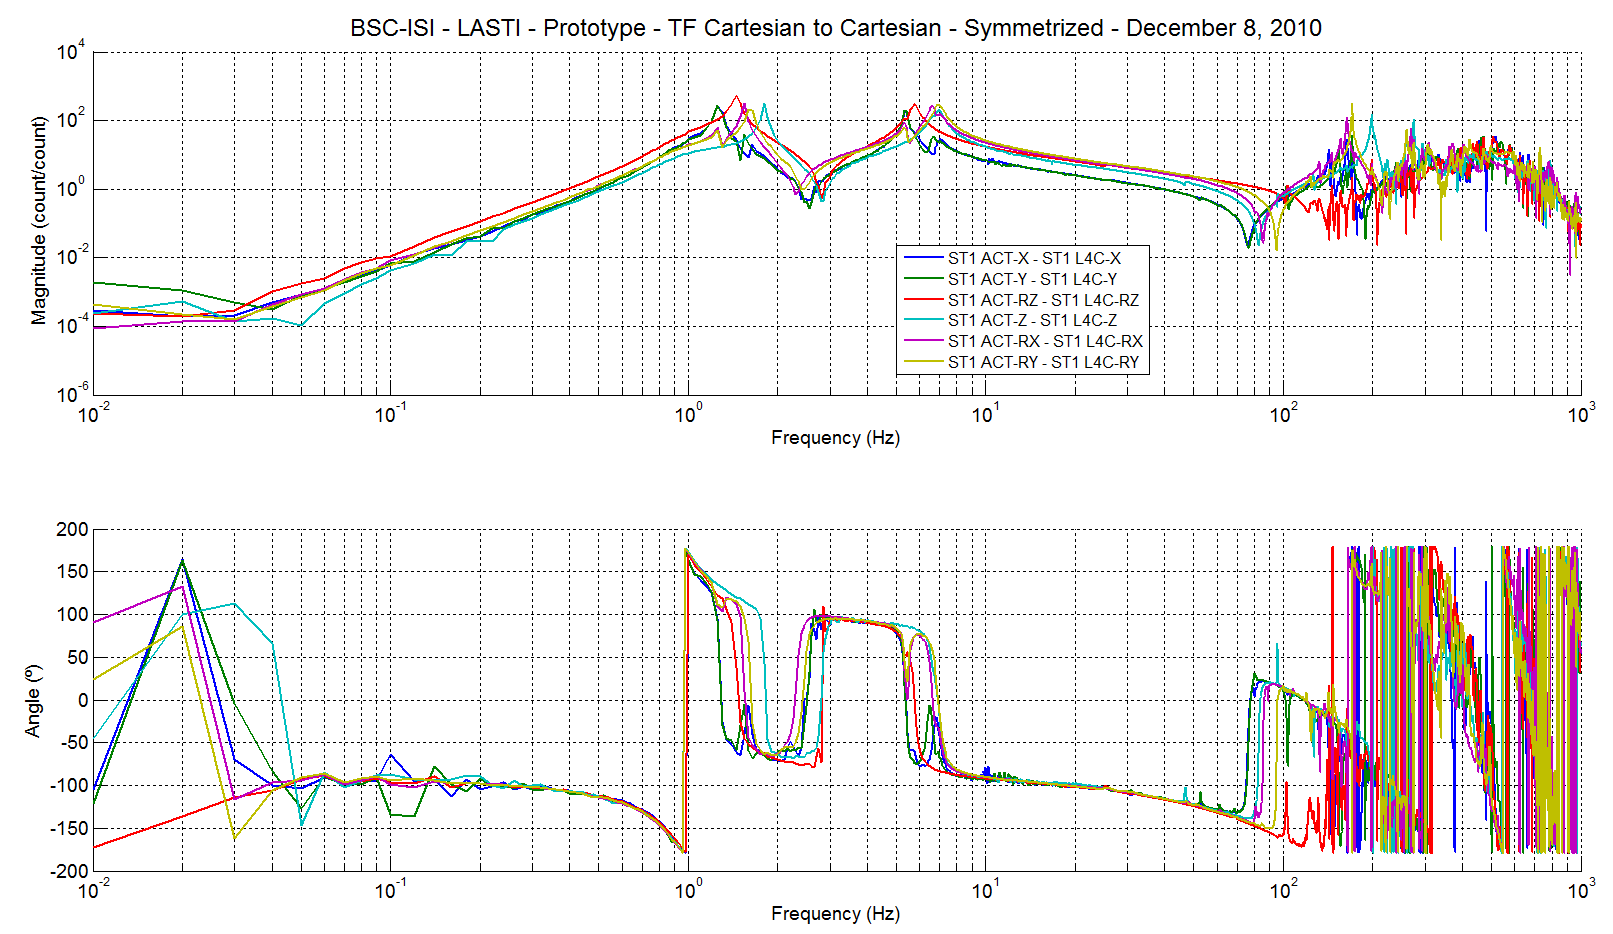 BSC-ISI - LASTI - Prototype - TF Cartesian to Cartesian - Symmetrized - December 8, 2010
Magnitude (count/count)
10^4
10^2
10^0
10^-2
10^-4
10^-6
ST1 ACT-X - ST1 L4C-X
ST1 ACT-Y - ST1 L4C-Y
ST1 ACT-RZ - ST1 L4C-RZ
ST1 ACT-Z - ST1 L4C-Z
ST1 ACT-RX - ST1 L4C-RX
ST1 ACT-RY - ST1 L4C-RY
10^-2 10^-1 10^0 10^1 10^2 10^3
Frequency (Hz)
Angle (º)
200
150
100
50
0
-50
-100
-150
-200
10^-2 10^-1 10^0 10^1 10^2 10^3
Frequency (Hz)